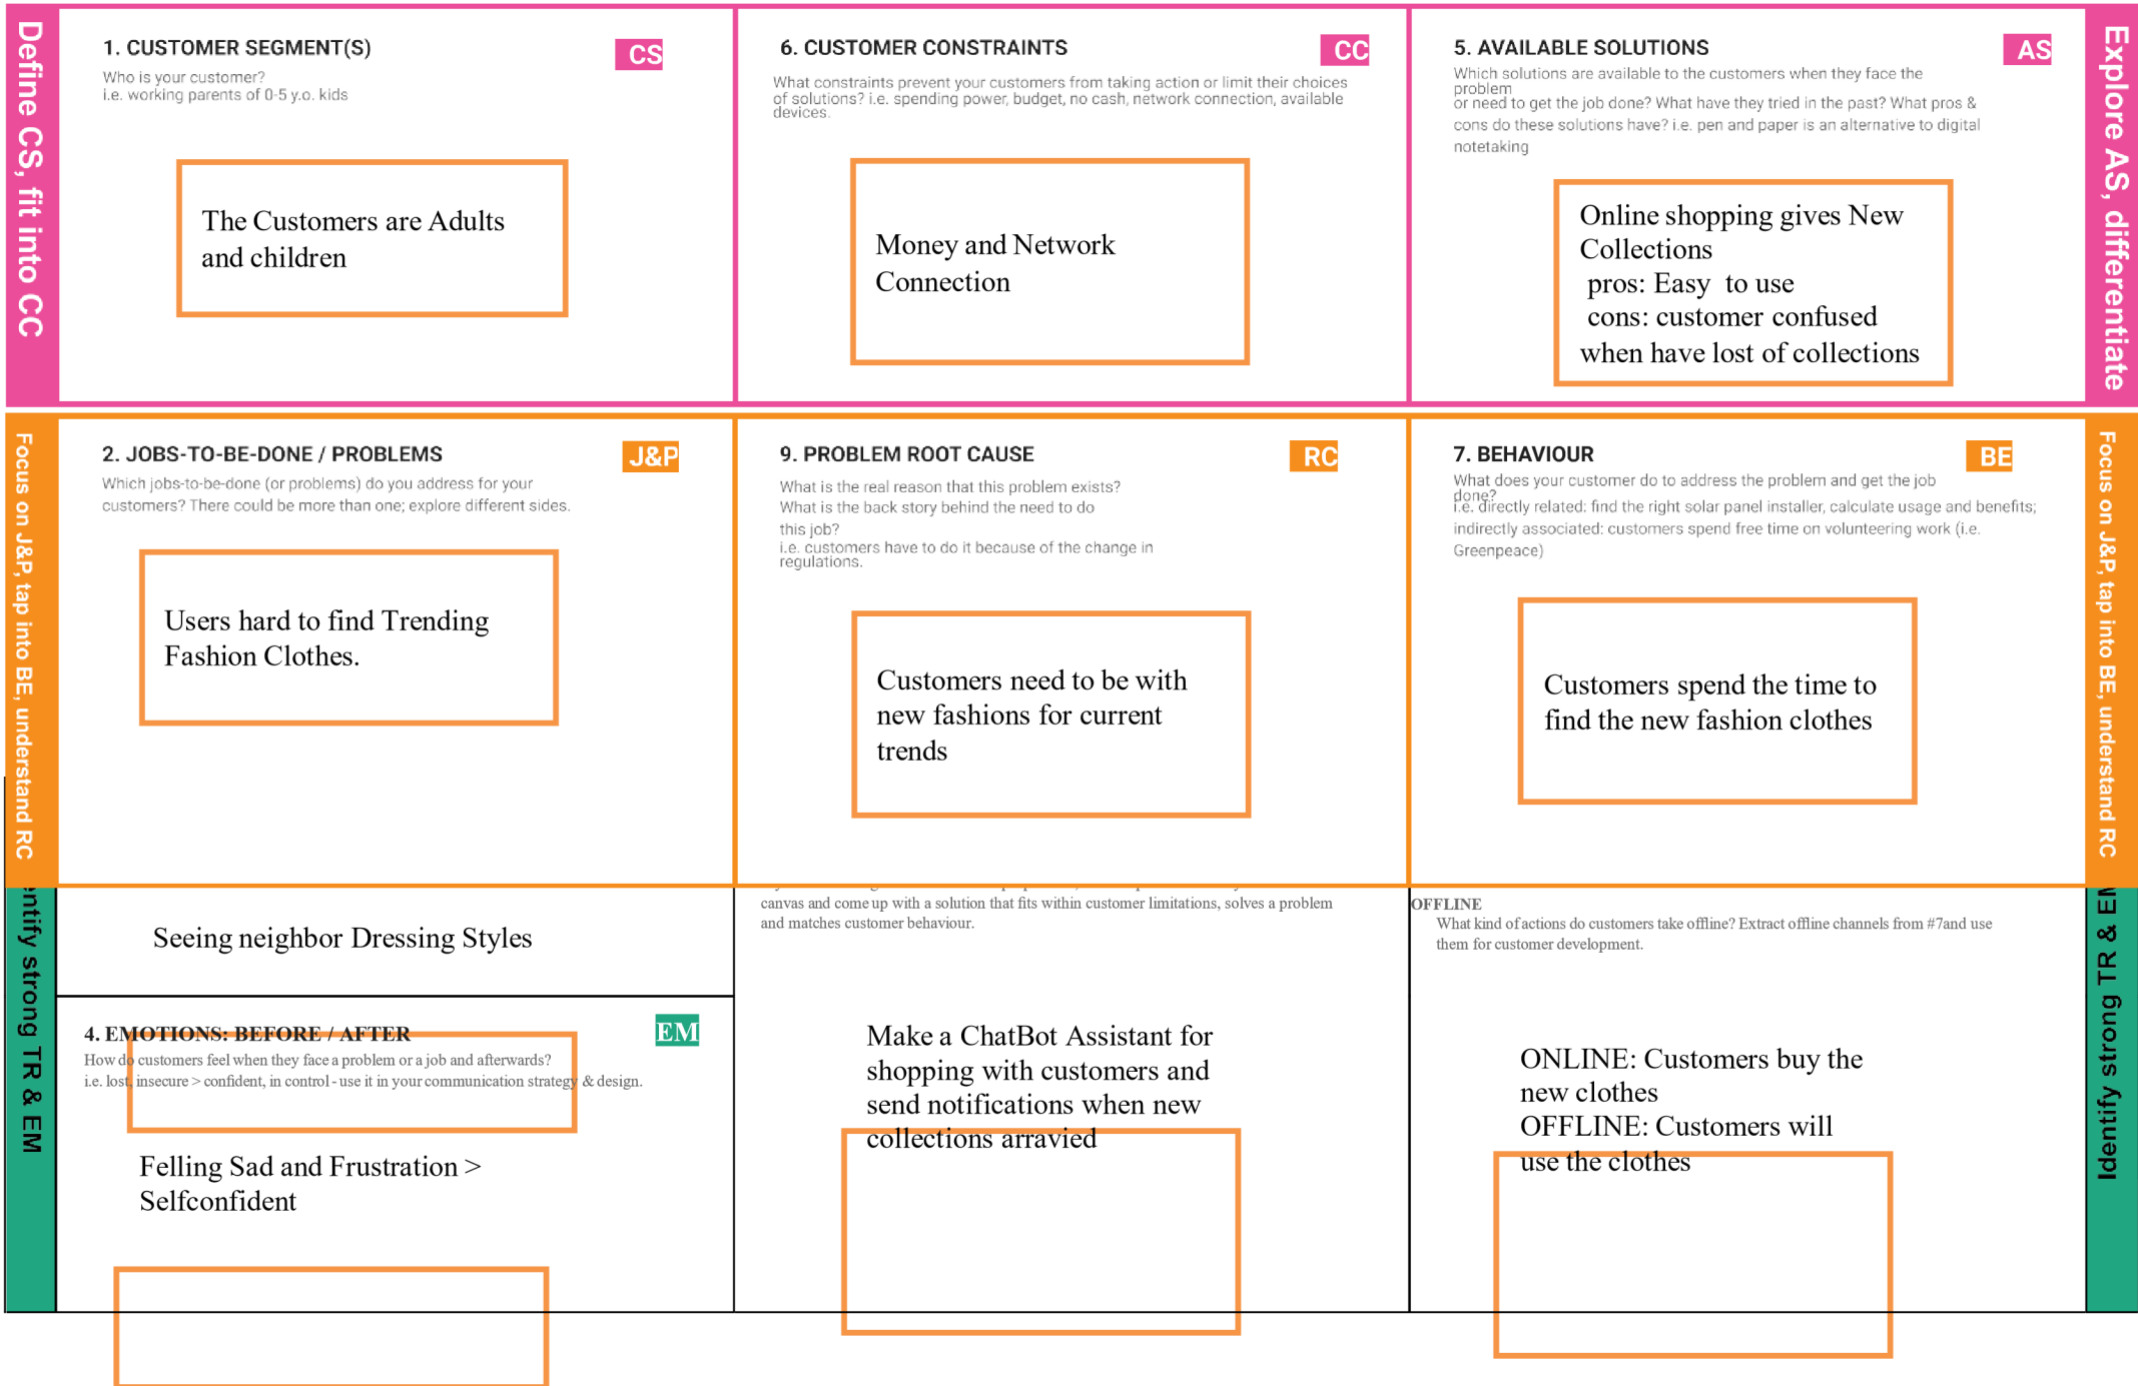 Define CS, fit into CC
1. CUSTOMER SEGMENT(S)
CS
Who is your customer?
i.e. working parents of 0-5 y.o. kids
The Customers are Adults
and children
6. CUSTOMER CONSTRAINTS
CC
What constraints prevent your customers from taking action or limit their choices
of solutions? i.e. spending power, budget, no cash, network connection, available
devices.
Money and Network
Connection
5. AVAILABLE SOLUTIONS
AS
Which solutions are available to the customers when they face the
problem
or need to get the job done? What have they tried in the past? What pros &
cons do these solutions have? i.e. pen and paper is an alternative to digital
notetaking
Online shopping gives New
Collections
pros: Easy to use
cons: customer confused
when have lost of collections
Explore AS, differentiate
Focus on J&P, tap into BE, understand RC
2. JOBS-TO-BE-DONE / PROBLEMS
J&P
Which jobs-to-be-done (or problems) do you address for your
customers? There could be more than one; explore different sides.
Users hard to find Trending
Fashion Clothes.
9. PROBLEM ROOT CAUSE
RC
What is the real reason that this problem exists?
What is the back story behind the need to do
this job?
i.e. customers have to do it because of the change in
regulations.
Customers need to be with
new fashions for current
trends
7. BEHAVIOUR
BE
What does your customer do to address the problem and get the job
done?
i.e. directly related: find the right solar panel installer, calculate usage and benefits;
indirectly associated: customers spend free time on volunteering work (i.e.
Greenpeace)
Customers spend the time to
find the new fashion clothes
Focus on J&P, tap into BE, understand RC
entify strong TR & EM
Seeing neighbor Dressing Styles
4. EMOTIONS: BEFORE / AFTER
EM
How do customers feel when they face a problem or a job and afterwards?
i.e. lost, insecure > confident, in control - use it in your communication strategy & design.
Felling Sad and Frustration >
Selfconfident
canvas and come up with a solution that fits within customer limitations, solves a problem
and matches customer behaviour.
Make a ChatBot Assistant for
shopping with customers and
send notifications when new
collections arravied
OFFLINE
What kind of actions do customers take offline? Extract offline channels from #7and use
them for customer development.
ONLINE: Customers buy the
new clothes
OFFLINE: Customers will
use the clothes
Identify strong TR & EM